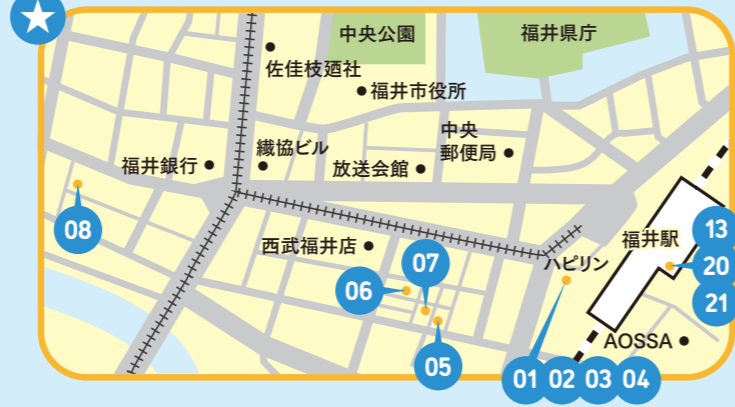 ★
中央公園
福井県庁
佐佳枝廼社
福井市役所
中央
郵便局
福井銀行
繊協ビル
放送会館
08
西武福井店
福井駅
13
ハピリン
07
20
06
21
05
AOSSA
01 02 03 04